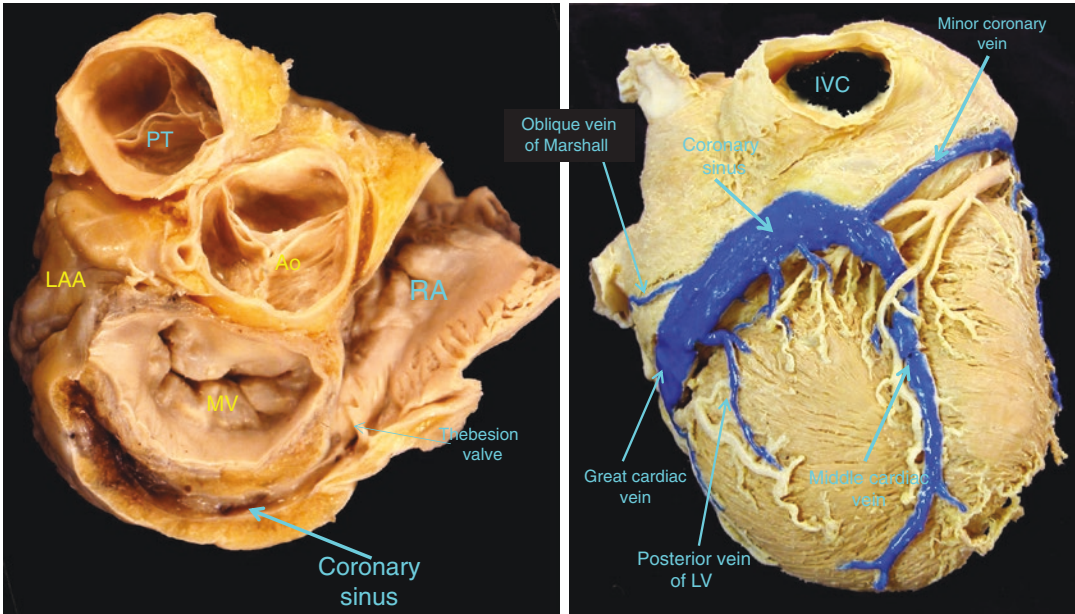 PT
Ao
LAA
RA
MV
Thebesion
valve
Coronary
sinus
Minor coronary
vein
IVC
Oblique vein
of Marshall
Coronary
sinus
Great cardiac
vein
Middle cardiac
vein
Posterior vein
of LV